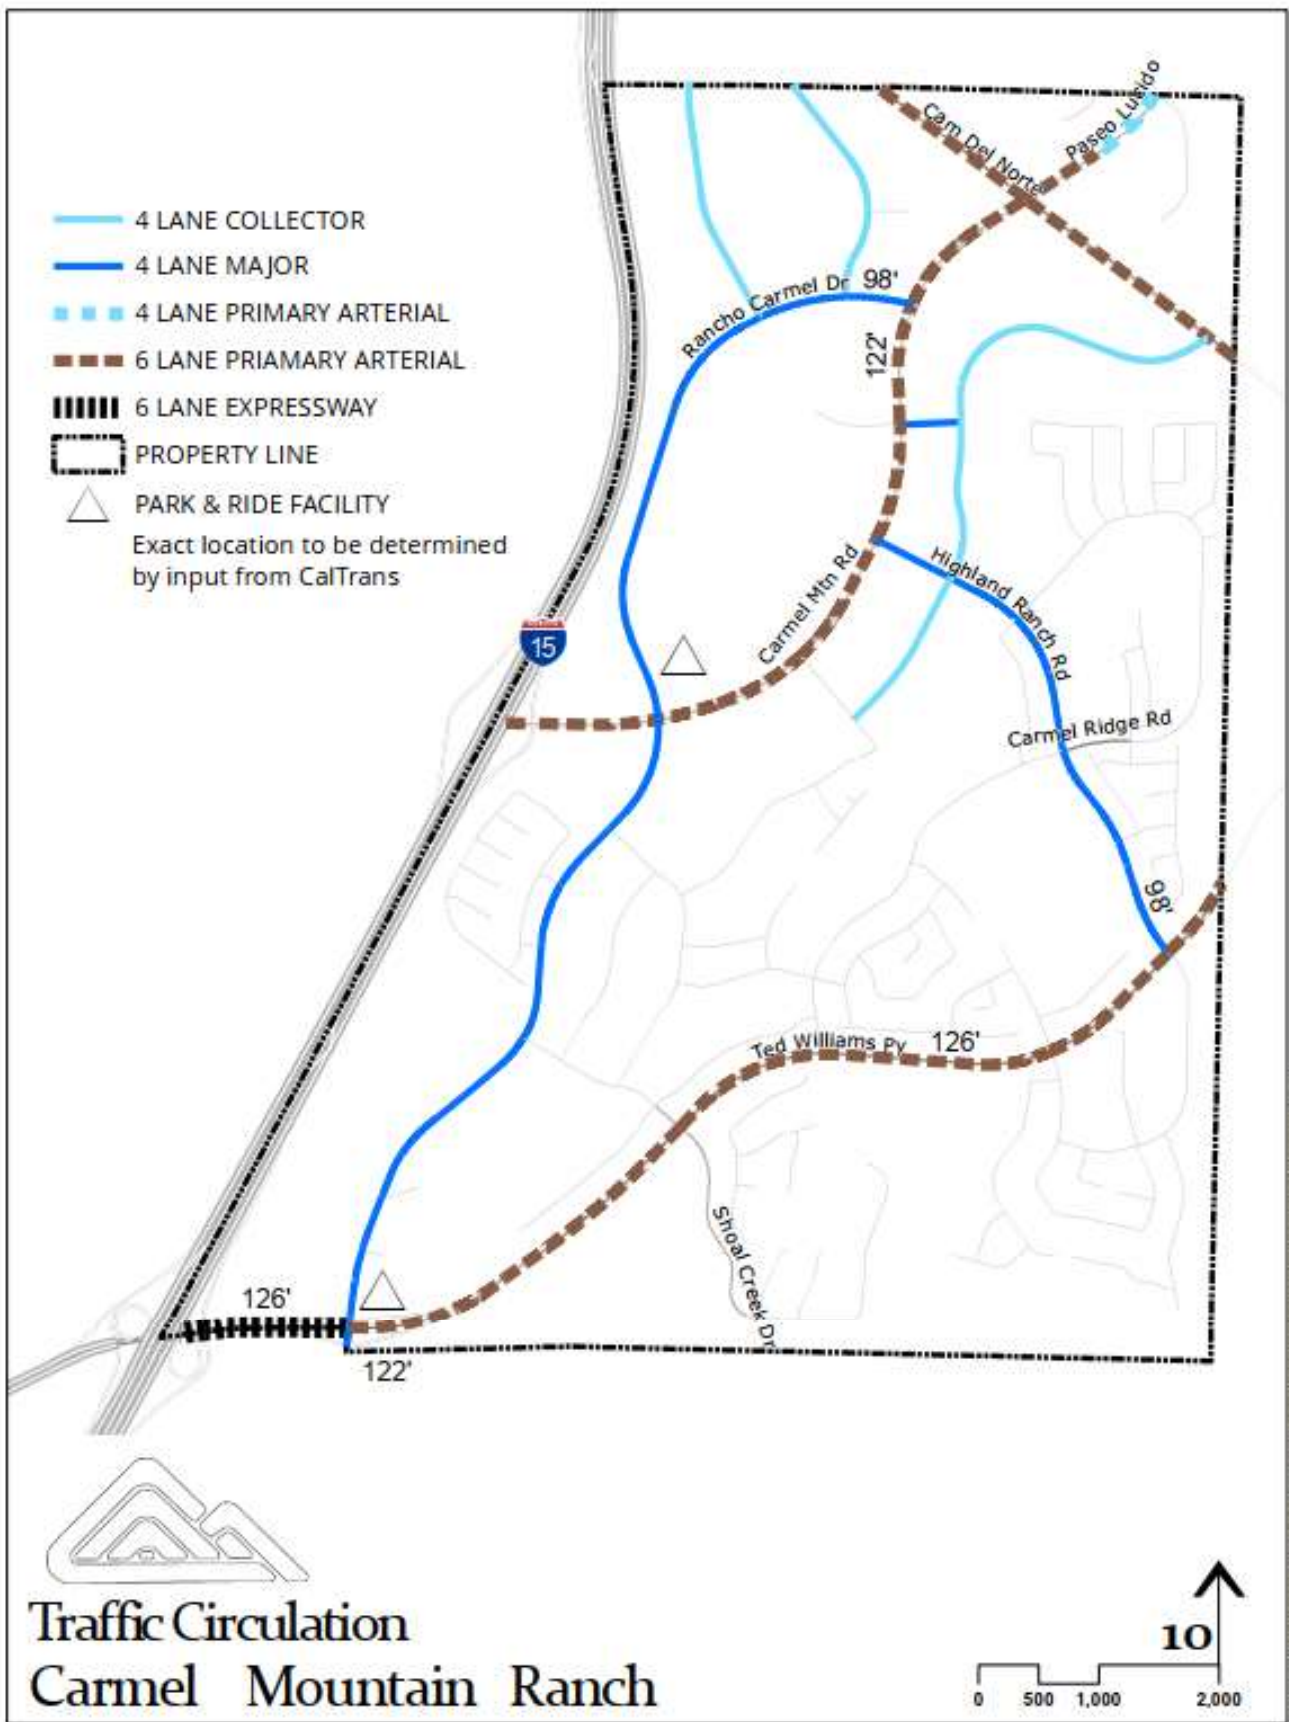 Cam Del Norte
Paseo Lucido
4 LANE COLLECTOR
4 LANE MAJOR
4 LANE PRIMARY ARTERIAL
6 LANE PRIAMARY ARTERIAL
6 LANE EXPRESSWAY
PROPERTY LINE
PARK & RIDE FACILITY
Exact location to be determined
by input from CalTrans
Rancho Carmel Dr
98'
122'
15
Carmel Mtn Rd
Highland Ranch Rd
Carmel Ridge Rd
98'
Ted Williams Py
126'
Shoal Creek Dr
126'
122'
Traffic Circulation
Carmel Mountain Ranch
10
0 500 1,000 2,000